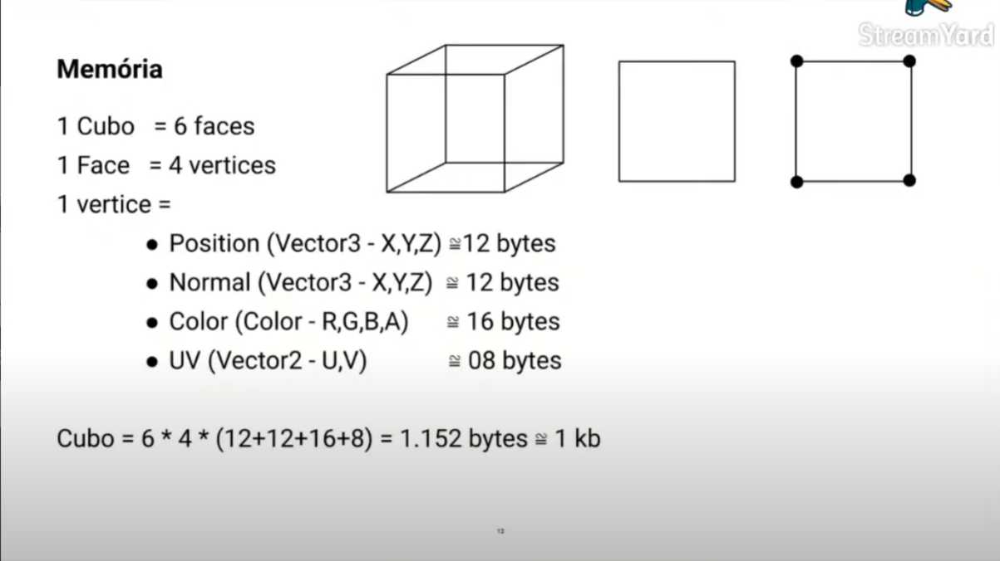 StreamYard
Memória
1 Cubo = 6 faces
1 Face = 4 vertices
1 vertice =
● Position (Vector3 - X,Y,Z) ≅12 bytes
● Normal (Vector3 - X,Y,Z) ≅ 12 bytes
● Color (Color - R,G,B,A) ≅ 16 bytes
● UV (Vector2 - U,V) ≅ 08 bytes
Cubo = 6 * 4 * (12+12+16+8) = 1.152 bytes ≅ 1 kb